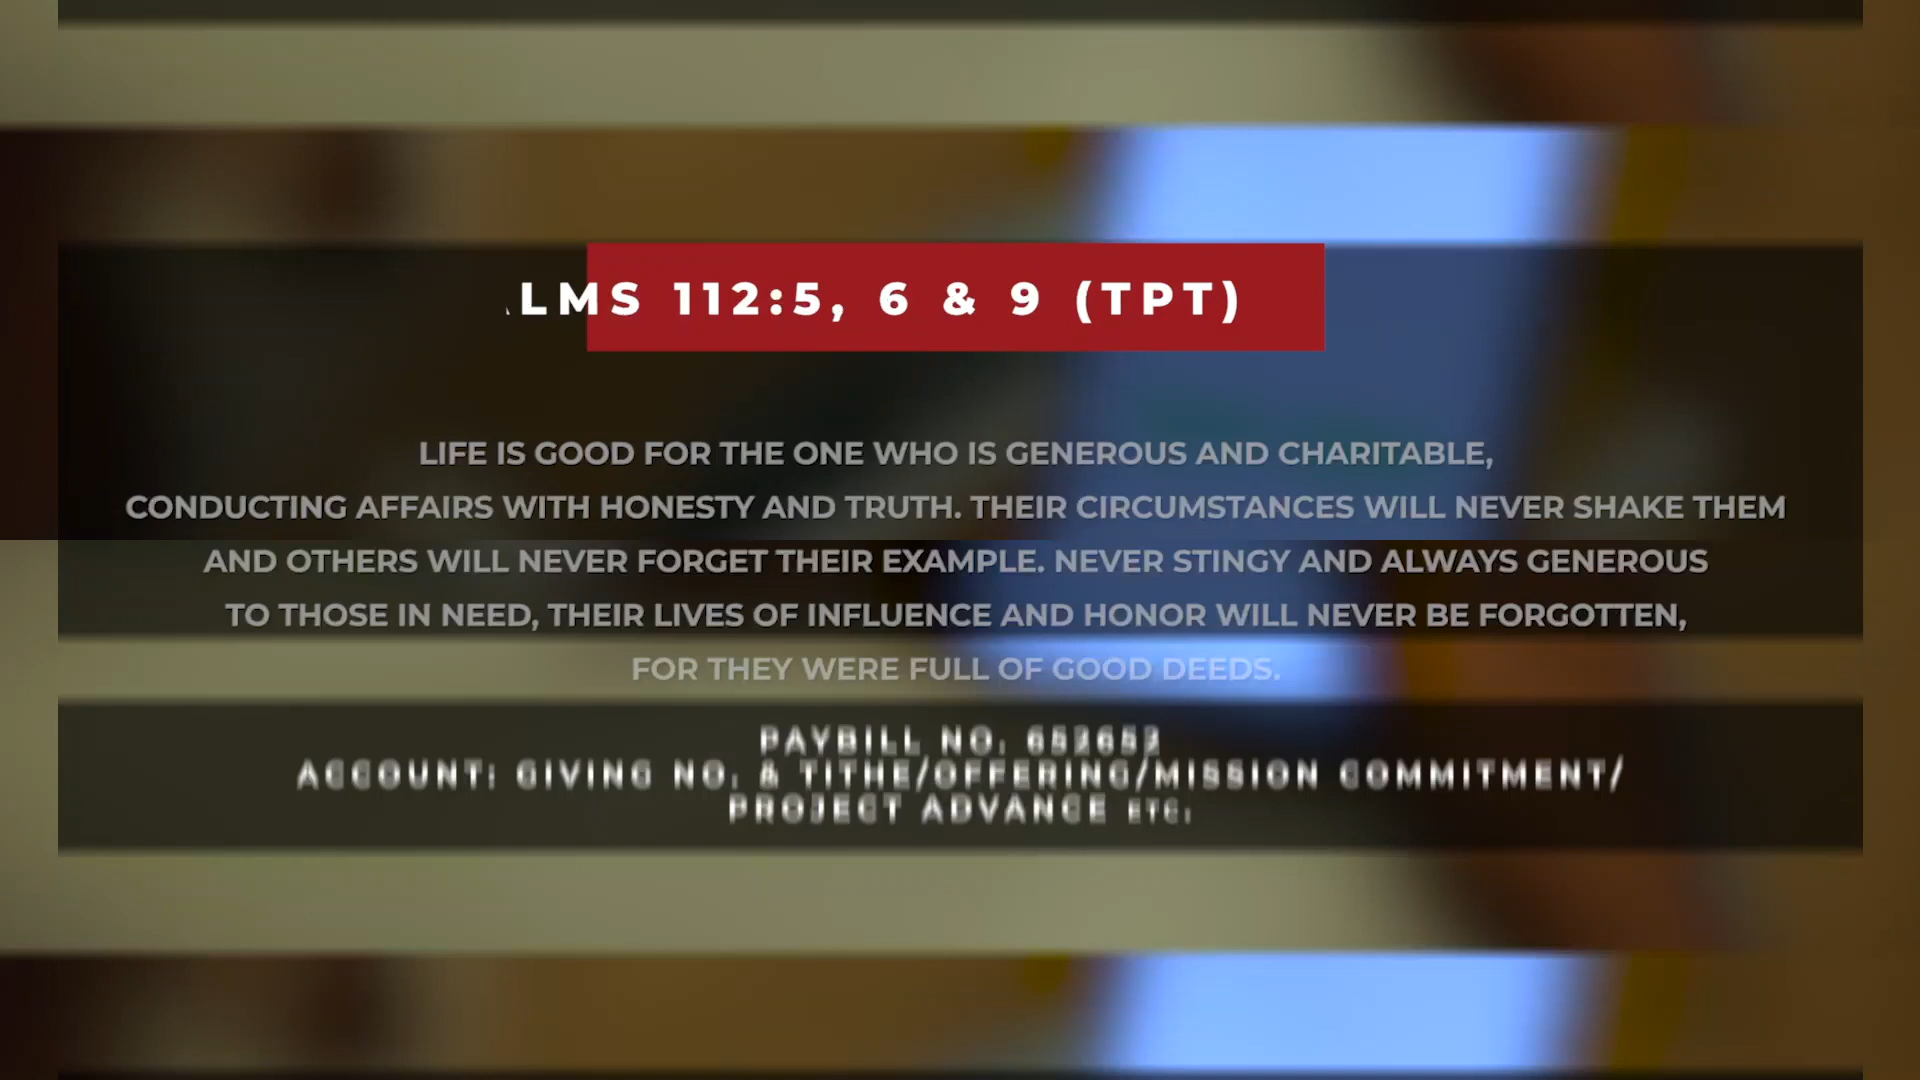 LMS 112:5, 6 & 9 (TPT)
LIFE IS GOOD FOR THE ONE WHO IS GENEROUS AND CHARITABLE,
CONDUCTING AFFAIRS WITH HONESTY AND TRUTH. THEIR CIRCUMSTANCES WILL NEVER SHAKE THEM
AND OTHERS WILL NEVER FORGET THEIR EXAMPLE. NEVER STINGY AND ALWAYS GENEROUS
TO THOSE IN NEED, THEIR LIVES OF INFLUENCE AND HONOR WILL NEVER BE FORGOTTEN,
FOR THEY WERE FULL OF GOOD DEEDS.
PAYBILL NO.
ACCOUNT: GIVING NO. & TITHE/OFFERING/MISSION COMMITMENT/
PROJECT ADVANCE ETC.